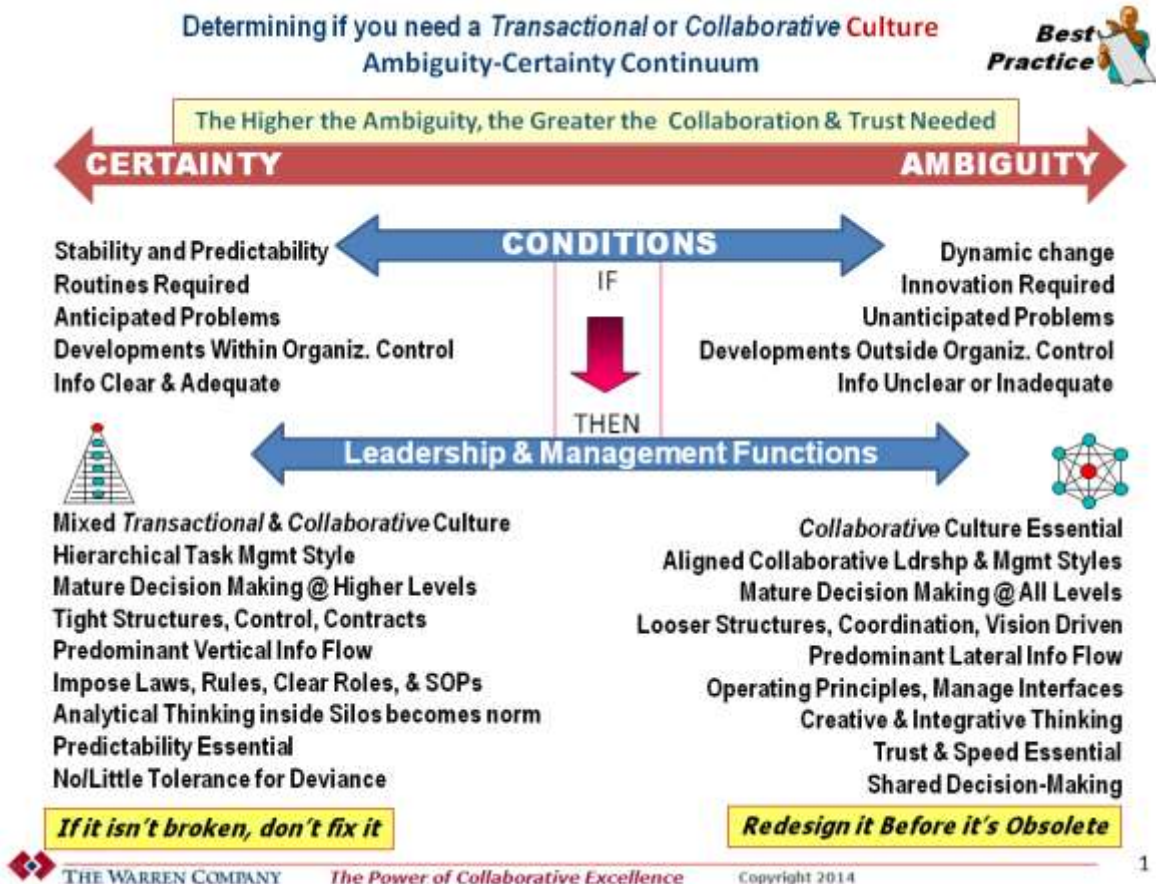 Determining if you need a Transactional or Collaborative Culture
Ambiguity-Certainty Continuum
Best
Practice
The Higher the Ambiguity, the Greater the Collaboration & Trust Needed
CERTAINTY
AMBIGUITY
CONDITIONS
Stability and Predictability
Routines Required
Anticipated Problems
Developments Within Organiz. Control
Info Clear & Adequate
IF
THEN
Dynamic change
Innovation Required
Unanticipated Problems
Developments Outside Organiz. Control
Info Unclear or Inadequate
Leadership & Management Functions
Mixed Transactional & Collaborative Culture
Hierarchical Task Mgmt Style
Mature Decision Making @ Higher Levels
Tight Structures, Control, Contracts
Predominant Vertical Info Flow
Impose Laws, Rules, Clear Roles, & SOPs
Analytical Thinking inside Silos becomes norm
Predictability Essential
No/Little Tolerance for Deviance
Collaborative Culture Essential
Aligned Collaborative Ldrshp & Mgmt Styles
Mature Decision Making @ All Levels
Looser Structures, Coordination, Vision Driven
Predominant Lateral Info Flow
Operating Principles, Manage Interfaces
Creative & Integrative Thinking
Trust & Speed Essential
Shared Decision-Making
If it isn't broken, don't fix it
Redesign it Before it's Obsolete
THE WARREN COMPANY
The Power of Collaborative Excellence
Copyright 2014
1